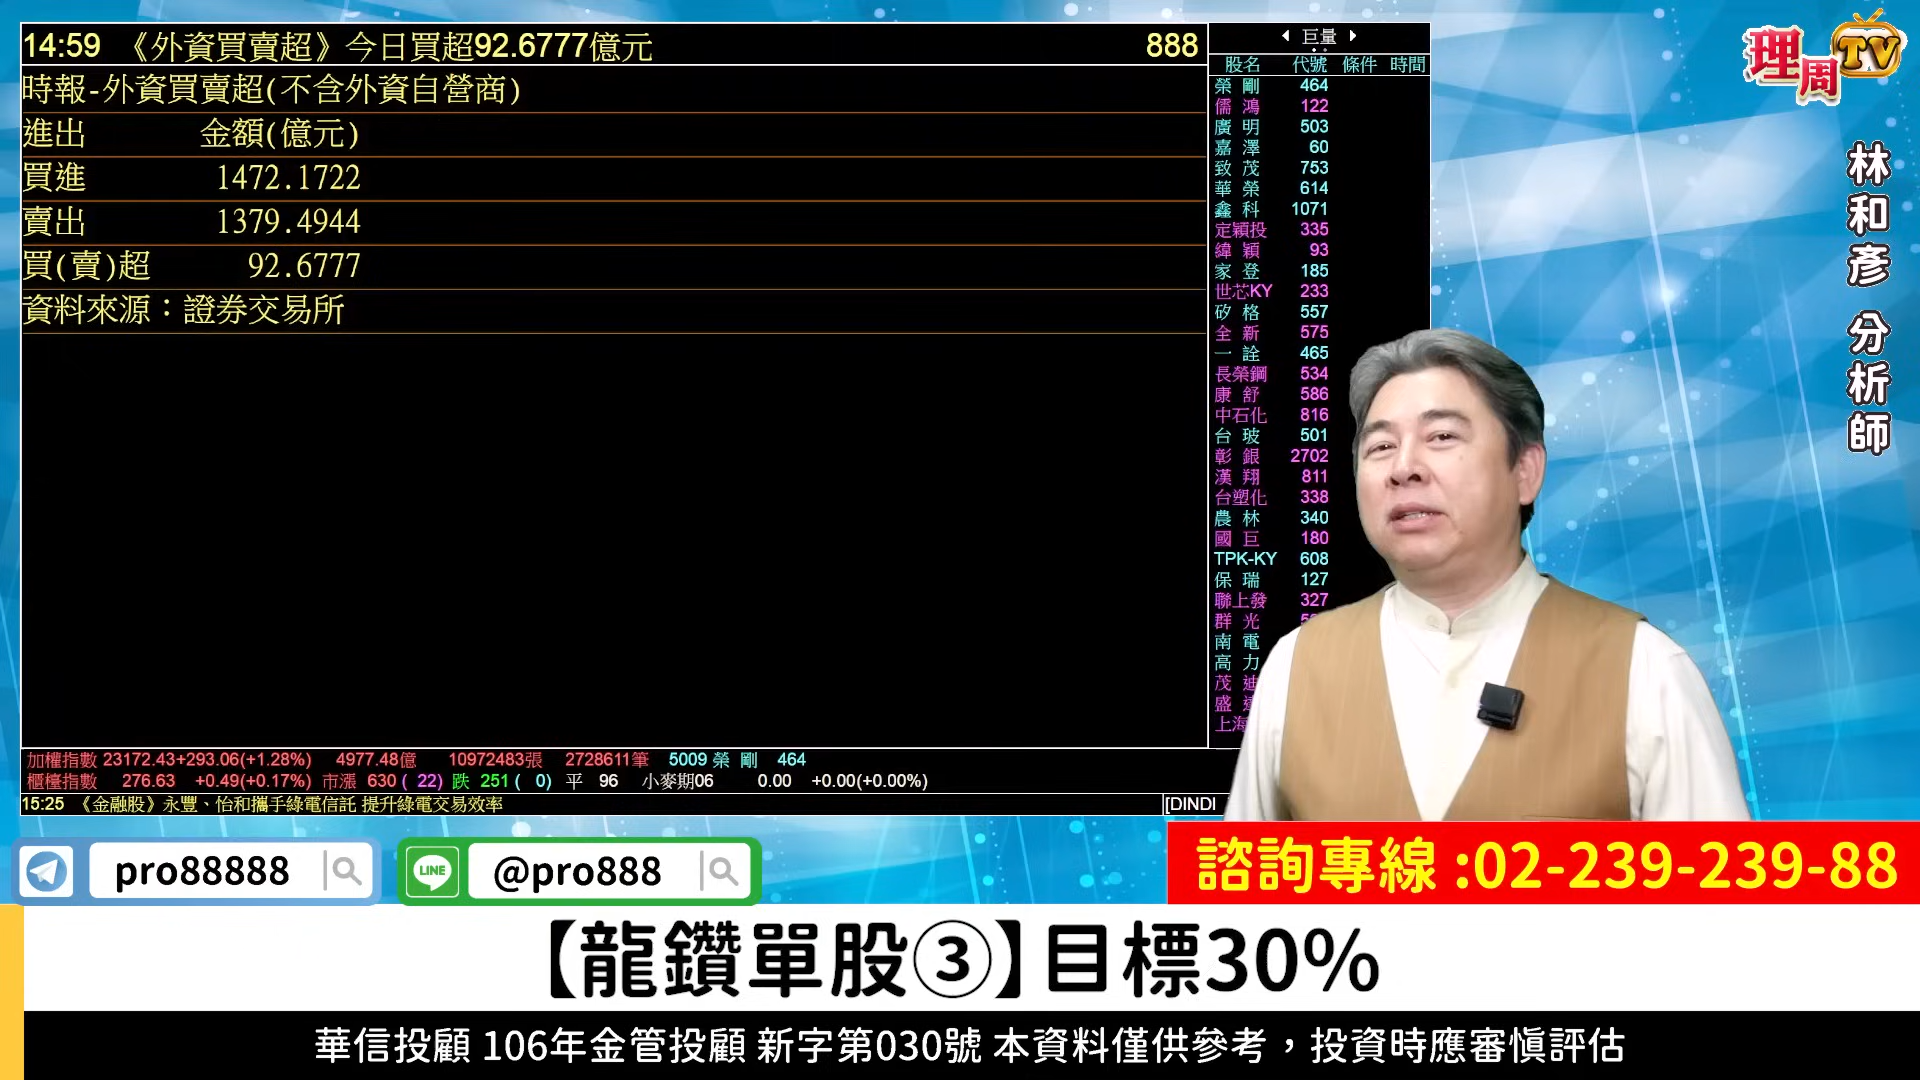 14:59 《外資買賣超》今日買超92.6777億元 888
時報-外資買賣超(不含外資自營商)
進出 金額(億元)
買進 1472.1722
賣出 1379.4944
買(賣)超 92.6777
資料來源：證券交易所
巨量
股名 代號 條件 時間
榮剛 464
儒鴻 122
廣明 503
嘉澤 60
致茂 753
華榮 614
鑫科 1071
定穎投 335
緯穎 93
家登 185
世芯KY 233
矽格 557
全新 575
一詮 465
長榮鋼 534
康舒 586
中石化 816
台玻 501
彰銀 2702
漢翔 811
台塑化 338
農林 340
國巨 180
TPK-KY 608
保瑞 127
聯上發 327
群光
南電
高力
茂迪
盛
上海
加權指數 23172.43+293.06(+1.28%) 4977.48億 10972483張 2728611筆 5009 榮剛 464
櫃檯指數 276.63 +0.49(+0.17%) 市漲 630 ( 22) 跌 251 ( 0) 平 96 小麥期06 0.00 +0.00(+0.00%)
15:25 《金融股》永豐、怡和攜手綠電信託 提升綠電交易效率 [DINDI
理周TV
林和彥 分析師
pro88888
LINE @pro888
諮詢專線 :02-239-239-88
【龍鑽單股③】目標30%
華信投顧 106年金管投顧 新字第030號 本資料僅供參考，投資時應審慎評估